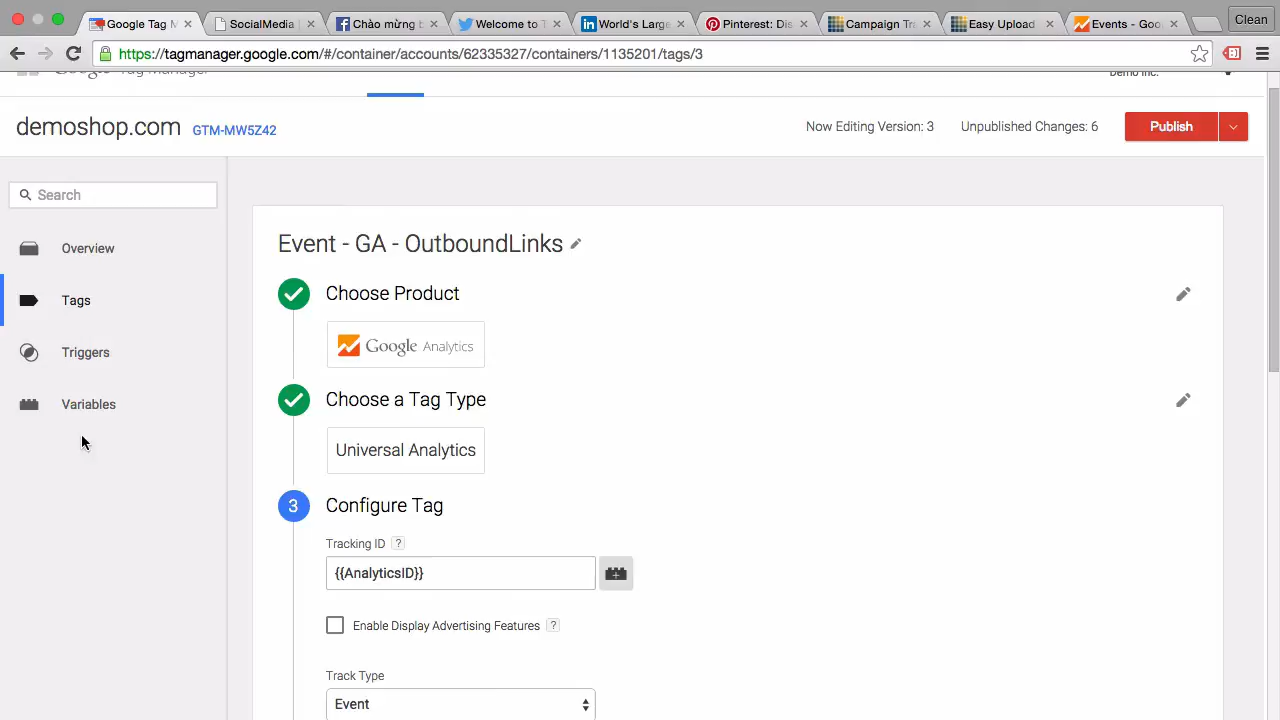 Google Tag M
SocialMedia
Chào mừng b
Welcome to T
World's Large
Pinterest: D
Campaign Tr
Easy Upload
Events - Goo
Clean
https://tagmanager.google.com/#/container/accounts/62335327/containers/1135201/tags/3
Google Tag Manager
Demo Inc.
demoshop.com GTM-MW5Z42
Now Editing Version: 3
Unpublished Changes: 6
Publish
Search
Overview
Tags
Triggers
Variables
Event - GA - OutboundLinks
Choose Product
Google Analytics
Choose a Tag Type
Universal Analytics
3 Configure Tag
Tracking ID ?
{{AnalyticsID}}
Enable Display Advertising Features ?
Track Type
Event